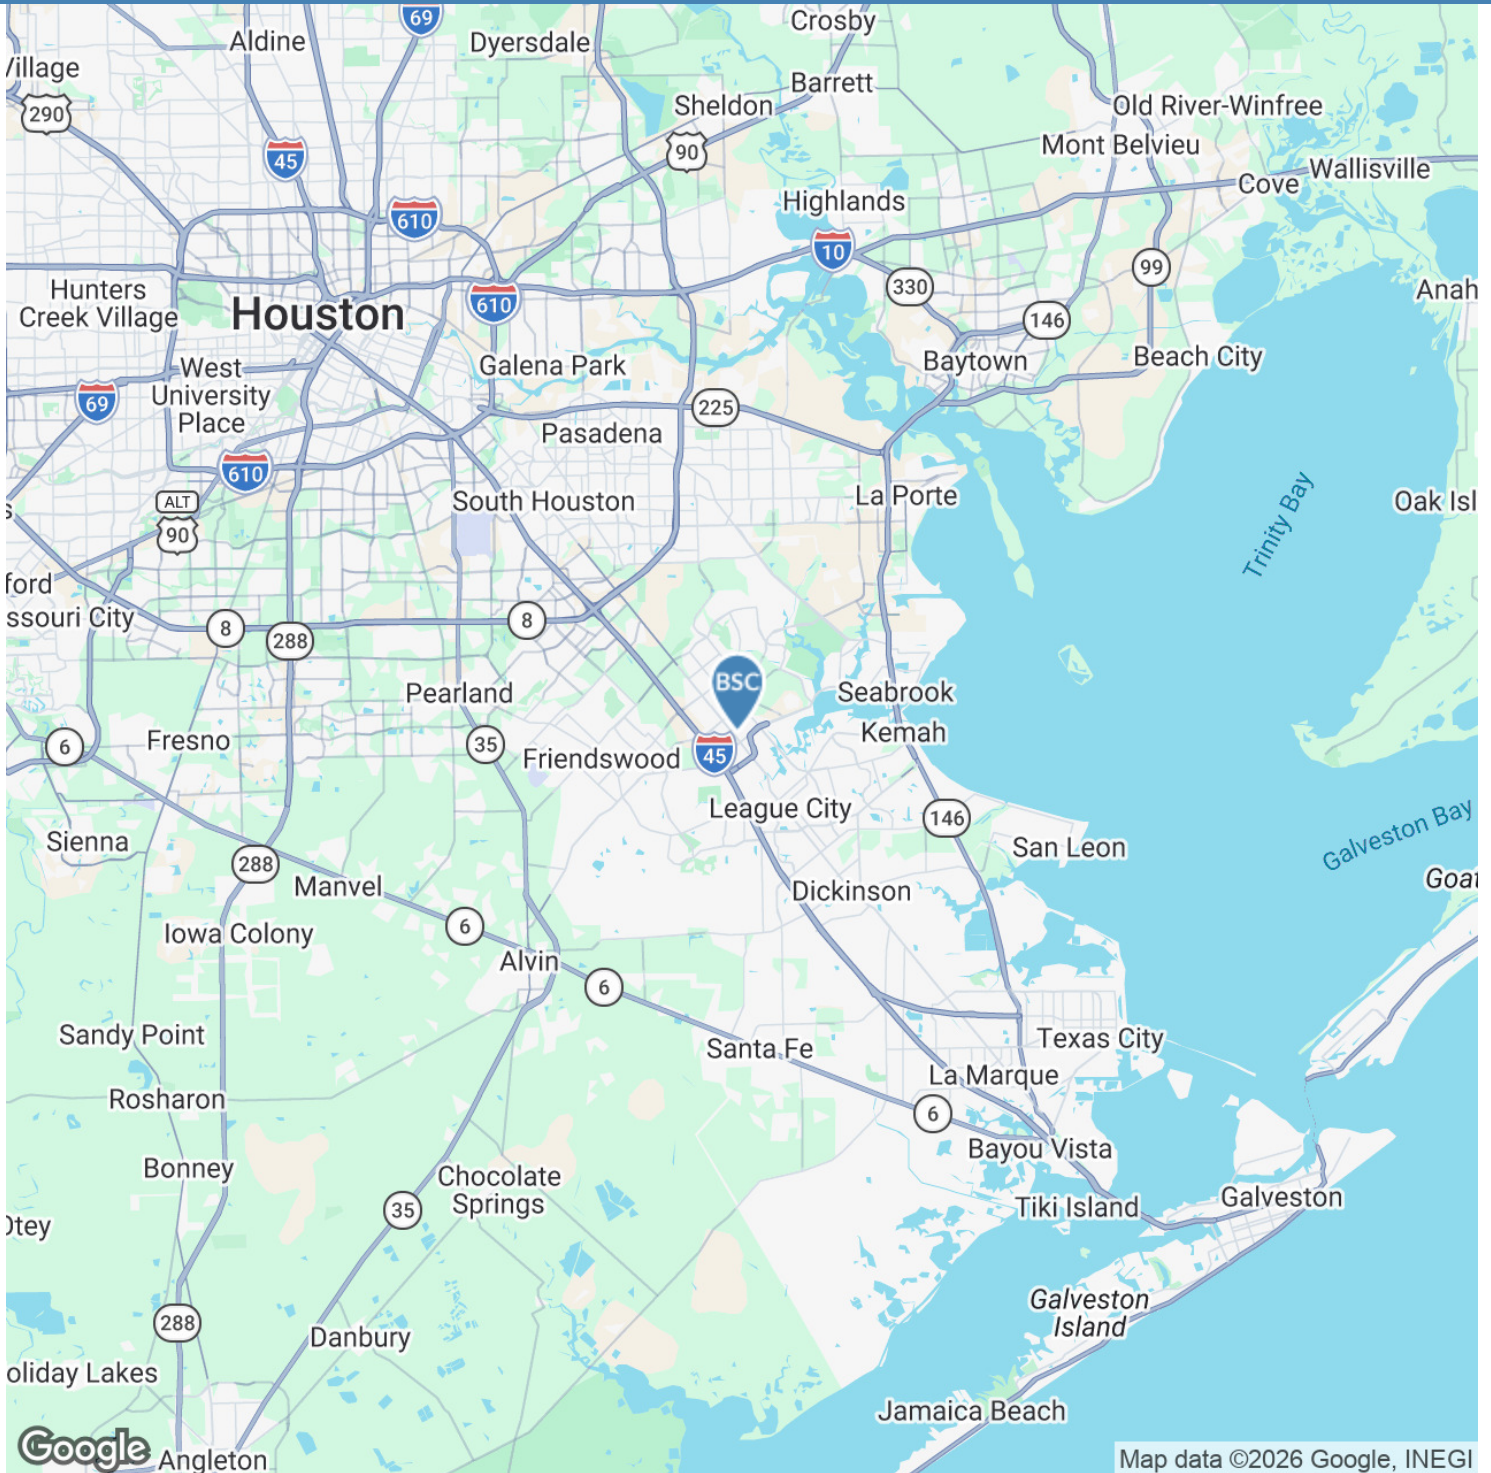 69
Crosby
Aldine
Dyersdale
Village
Barrett
290
Sheldon
Old River-Winfree
45
90
Mont Belvieu
Wallisville
Cove
Highlands
610
10
99
Hunters
Creek Village
330
Anah
Houston
610
146
West
University
Place
Galena Park
Baytown
Beach City
69
225
Pasadena
610
ALT
90
South Houston
La Porte
Oak Isl
Trinity Bay
ford
ssouri City
8
288
8
BSC
Pearland
Seabrook
Kemah
6
Fresno
35
Friendswood
45
League City
146
Sienna
San Leon
Galveston Bay
288
Manvel
Dickinson
Goat
6
Iowa Colony
Alvin
6
Sandy Point
Santa Fe
Texas City
Rosharon
La Marque
6
Bonney
Bayou Vista
Chocolate
Springs
35
Tiki Island
Galveston
Otey
288
Galveston
Island
Danbury
oliday Lakes
Jamaica Beach
Google
Angleton
Map data ©2026 Google, INEGI